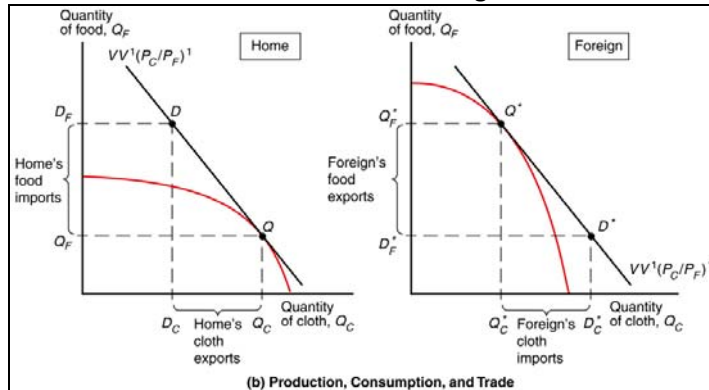 Quantity
of food, Q_F
Home
VV¹(P_C/P_F)¹
D_F
D
Home's
food
imports
Q_F
Q
Quantity
of cloth, Q_C
D_C
Home's
cloth
exports
Q_C
Quantity
of food, Q_F
Foreign
Q*_F
Q*
Foreign's
food
exports
D*_F
D*
VV¹(P_C/P_F)¹
Quantity
of cloth, Q_C
Q*_C
Foreign's
cloth
imports
D*_C
(b) Production, Consumption, and Trade